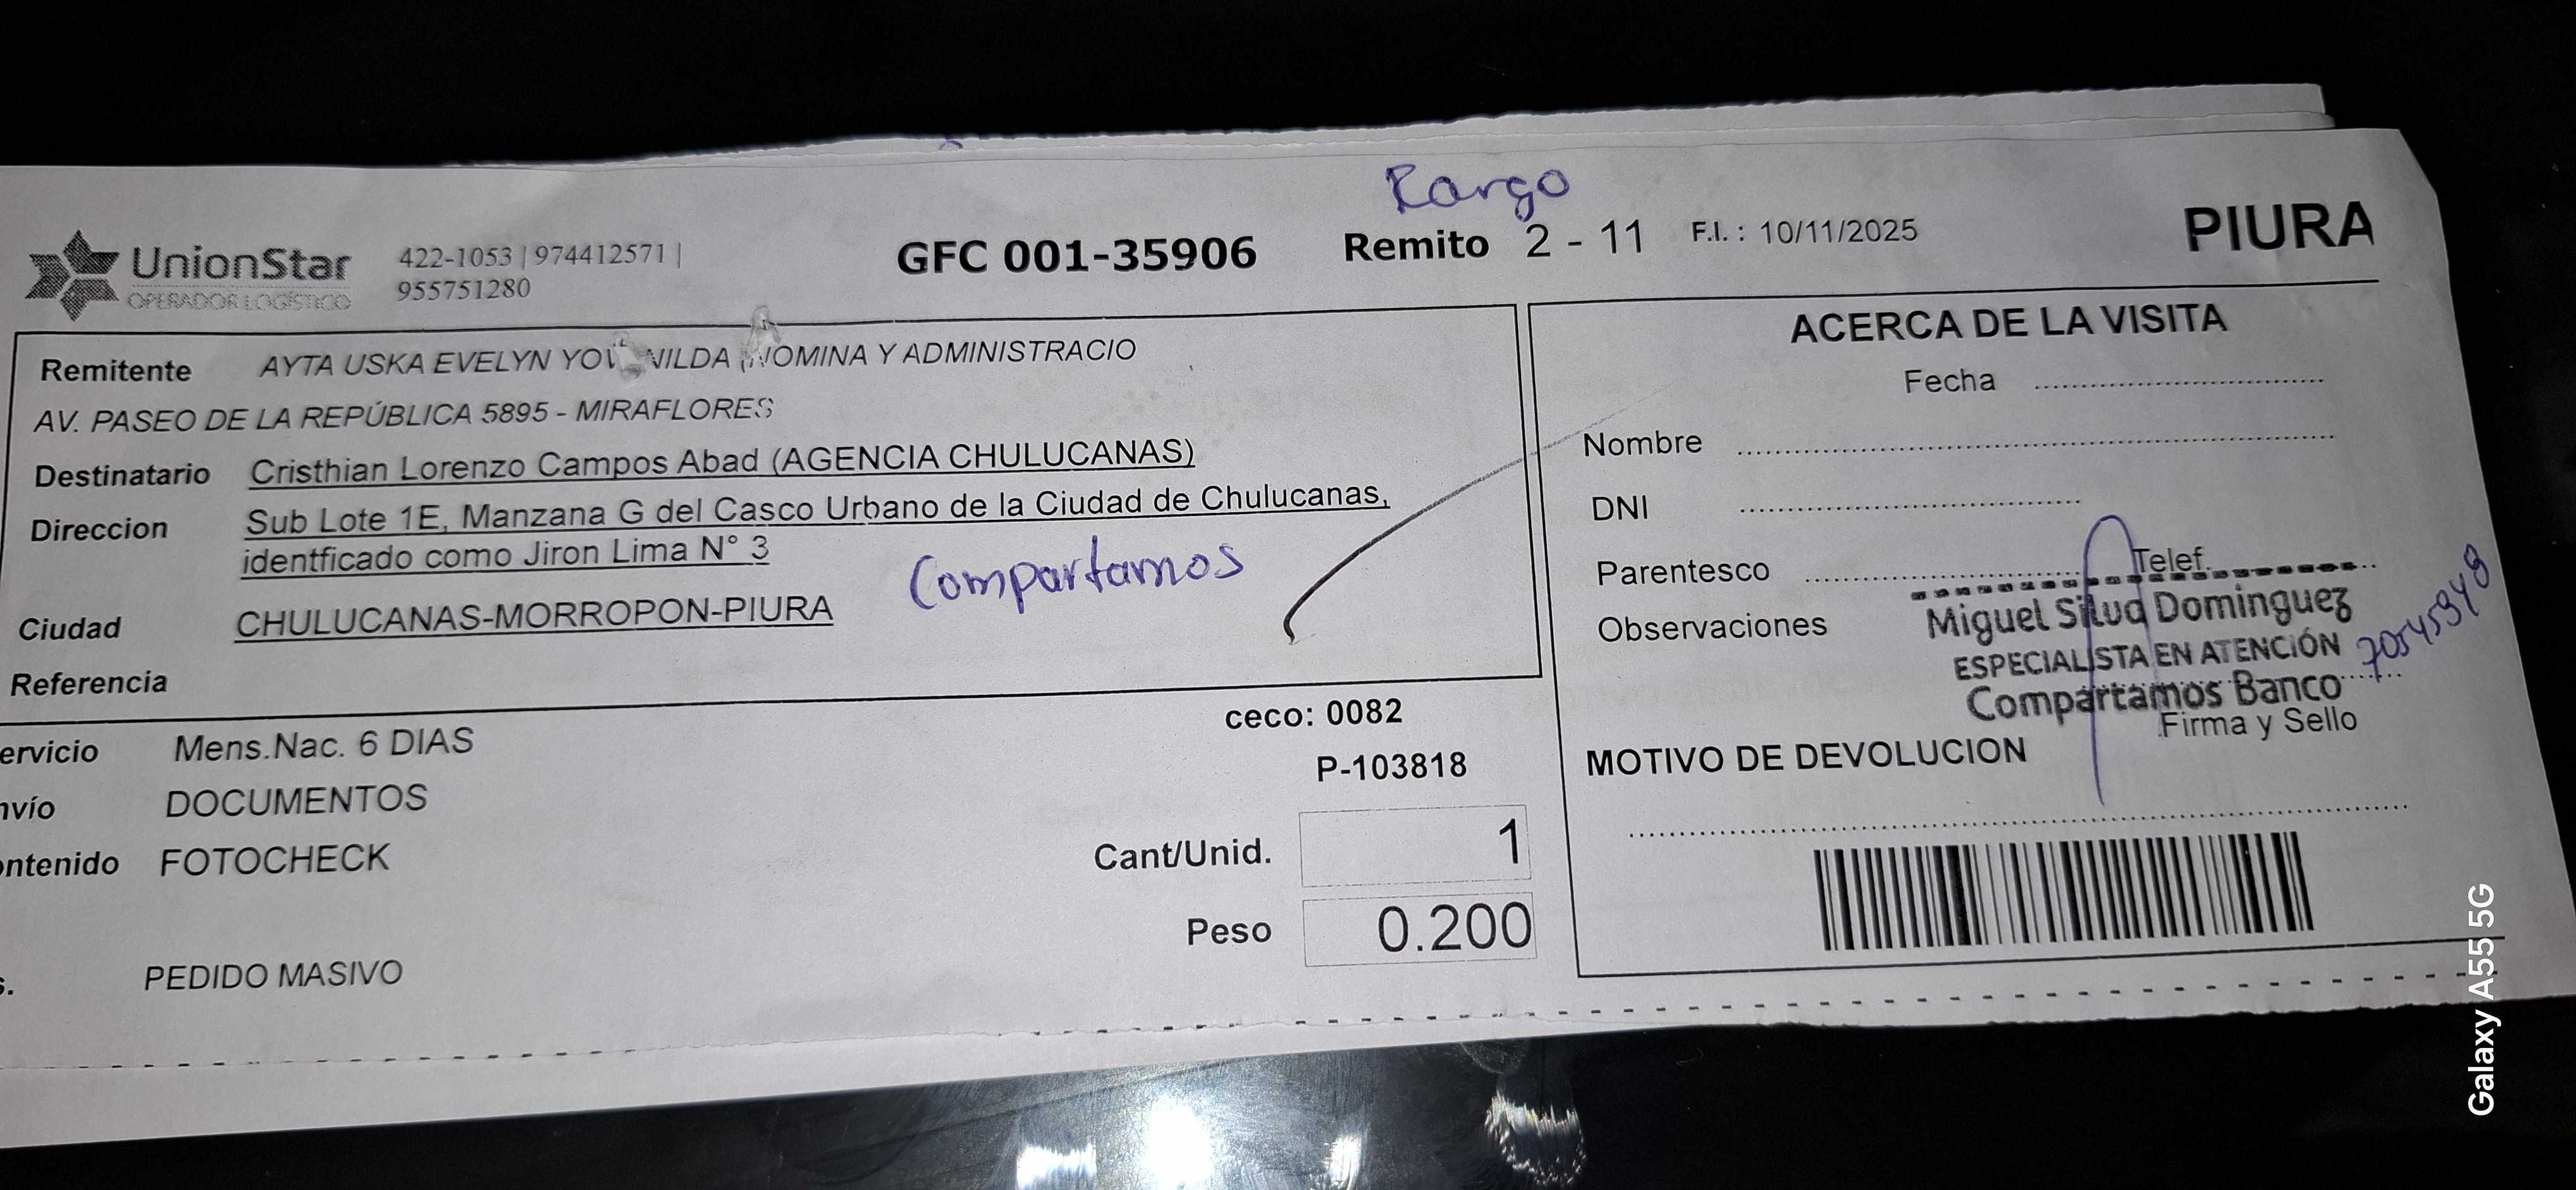 Cargo
UnionStar
OPERADOR LOGÍSTICO
422-1053 | 974412571 |
955751280
GFC 001-35906
Remito 2 - 11
F.I. : 10/11/2025
PIURA
Remitente AYTA USKA EVELYN NILDA NOMINA Y ADMINISTRACIO
AV. PASEO DE LA REPÚBLICA 5895 - MIRAFLORES
Destinatario Cristhian Lorenzo Campos Abad (AGENCIA CHULUCANAS)
Direccion Sub Lote 1E, Manzana G del Casco Urbano de la Ciudad de Chulucanas,
identficado como Jiron Lima N° 3
Compartamos
Ciudad CHULUCANAS-MORROPON-PIURA
Referencia
ervicio Mens.Nac. 6 DIAS
nvío DOCUMENTOS
ontenido FOTOCHECK
s. PEDIDO MASIVO
ceco: 0082
P-103818
Cant/Unid. 1
Peso 0.200
ACERCA DE LA VISITA
Fecha
Nombre
DNI
Parentesco Telef.
Observaciones
Miguel Silva Dominguez
ESPECIALISTA EN ATENCIÓN
Compartamos Banco
Firma y Sello
MOTIVO DE DEVOLUCION
Galaxy A55 5G